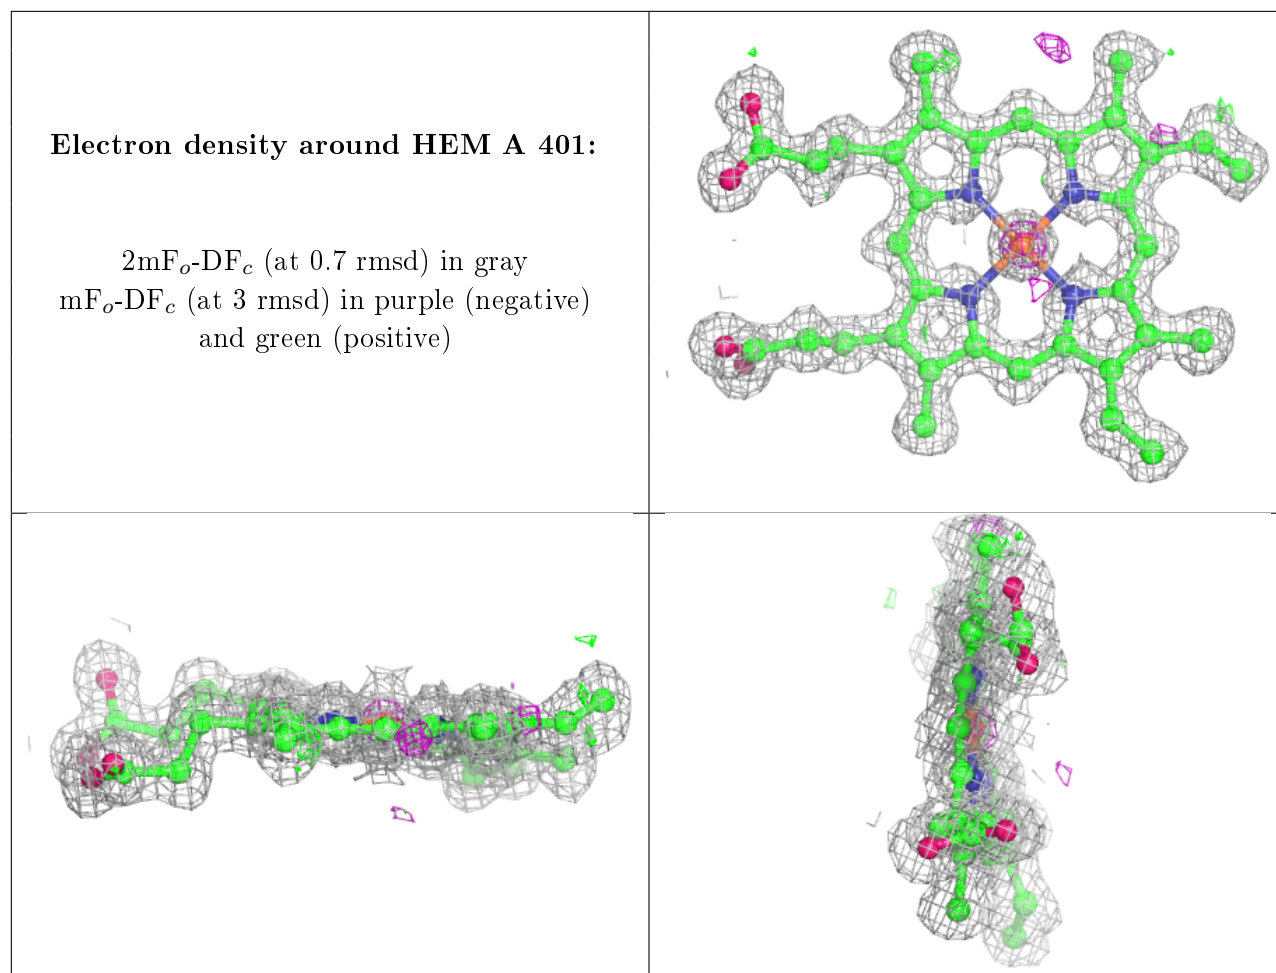 Electron density around HEM A 401:
2mFo-DFc (at 0.7 rmsd) in gray
mFo-DFc (at 3 rmsd) in purple (negative)
and green (positive)